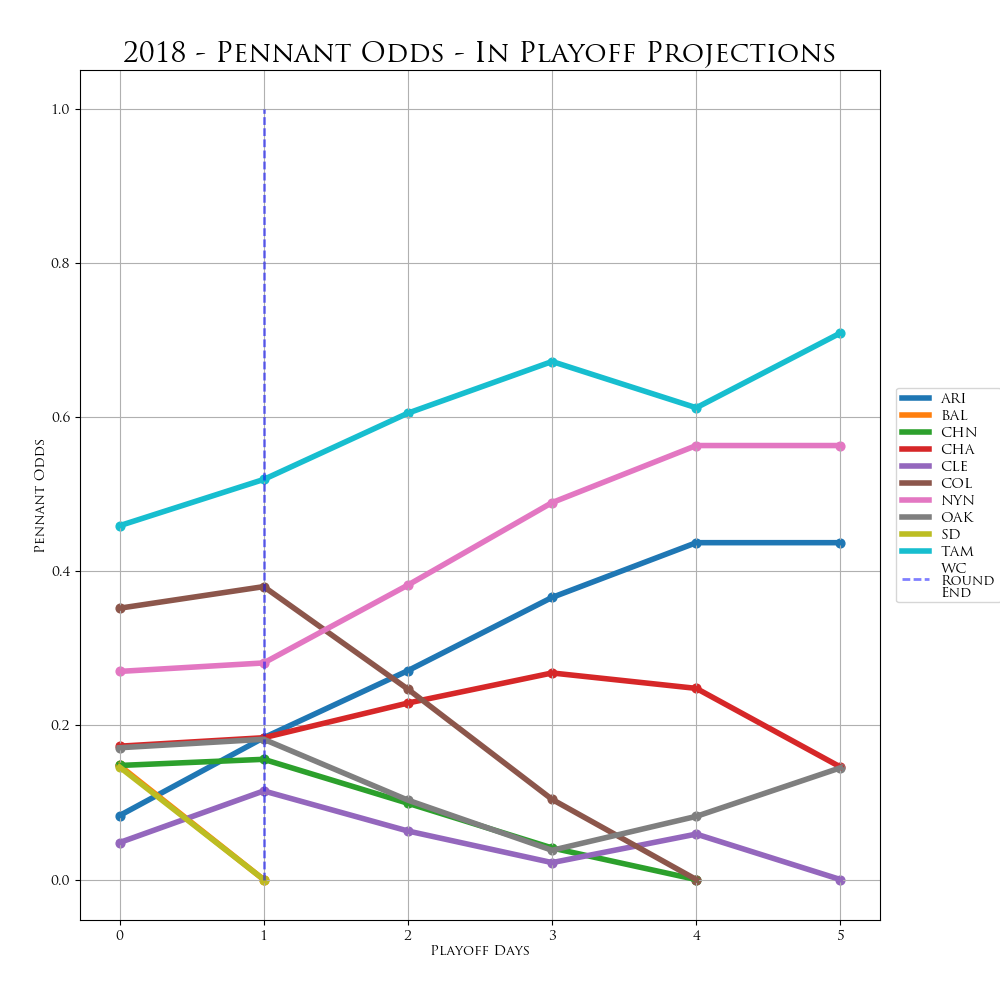 2018 - Pennant Odds - In Playoff Projections
1.0
0.8
0.6
0.4
0.2
0.0
Pennant Odds
0 1 2 3 4 5
Playoff Days
ARI
BAL
CHN
CHA
CLE
COL
NYN
OAK
SD
TAM
WC
Round
End